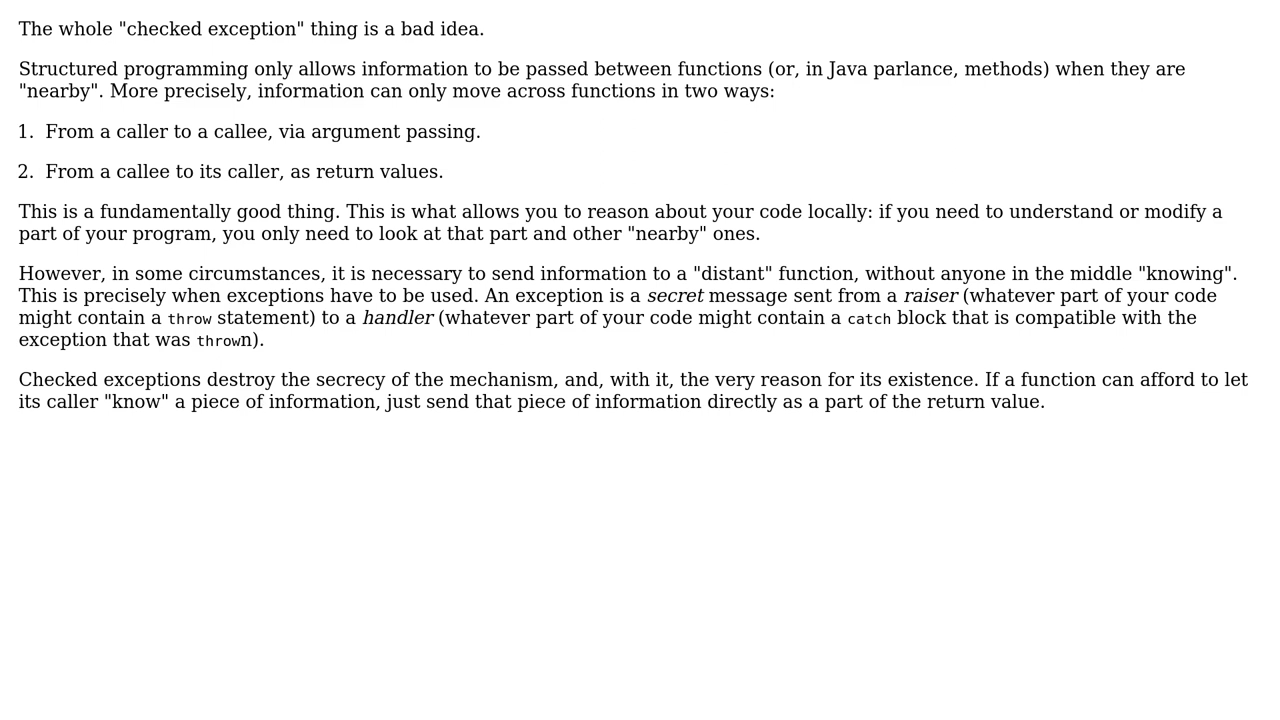 The whole "checked exception" thing is a bad idea.
Structured programming only allows information to be passed between functions (or, in Java parlance, methods) when they are
"nearby". More precisely, information can only move across functions in two ways:
1. From a caller to a callee, via argument passing.
2. From a callee to its caller, as return values.
This is a fundamentally good thing. This is what allows you to reason about your code locally: if you need to understand or modify a
part of your program, you only need to look at that part and other "nearby" ones.
However, in some circumstances, it is necessary to send information to a "distant" function, without anyone in the middle "knowing".
This is precisely when exceptions have to be used. An exception is a secret message sent from a raiser (whatever part of your code
might contain a throw statement) to a handler (whatever part of your code might contain a catch block that is compatible with the
exception that was thrown).
Checked exceptions destroy the secrecy of the mechanism, and, with it, the very reason for its existence. If a function can afford to let
its caller "know" a piece of information, just send that piece of information directly as a part of the return value.